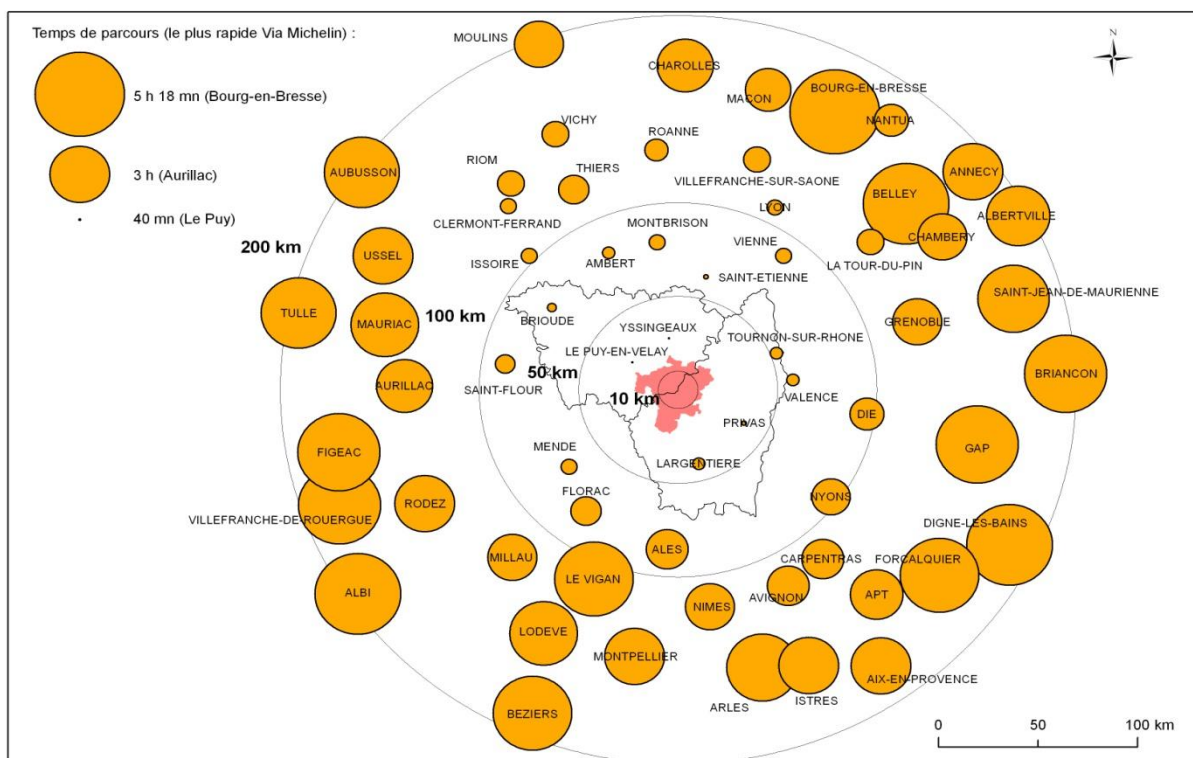 Temps de parcours (le plus rapide Via Michelin) :
5 h 18 mn (Bourg-en-Bresse)
3 h (Aurillac)
40 mn (Le Puy)
N
MOULINS
CHAROLLES
MACON
BOURG-EN-BRESSE
NANTUA
VICHY
ROANNE
RIOM
THIERS
VILLEFRANCHE-SUR-SAONE
AUBUSSON
ANNECY
BELLEY
CLERMONT-FERRAND
LYON
ALBERTVILLE
MONTBRISON
CHAMBERY
200 km
USSEL
ISSOIRE
AMBERT
VIENNE
LA TOUR-DU-PIN
SAINT-ETIENNE
SAINT-JEAN-DE-MAURIENNE
TULLE
MAURIAC
100 km
BRIOUDE
GRENOBLE
YSSINGEAUX
TOURNON-SUR-RHONE
LE PUY-EN-VELAY
50 km
BRIANCON
AURILLAC
SAINT-FLOUR
10 km
VALENCE
DIE
PRIVAS
FIGEAC
MENDE
LARGENTIERE
GAP
FLORAC
NYONS
RODEZ
VILLEFRANCHE-DE-ROUERGUE
DIGNE-LES-BAINS
MILLAU
ALES
CARPENTRAS
FORCALQUIER
LE VIGAN
ALBI
AVIGNON
APT
NIMES
LODEVE
MONTPELLIER
AIX-EN-PROVENCE
ARLES
ISTRES
BEZIERS
0 50 100 km